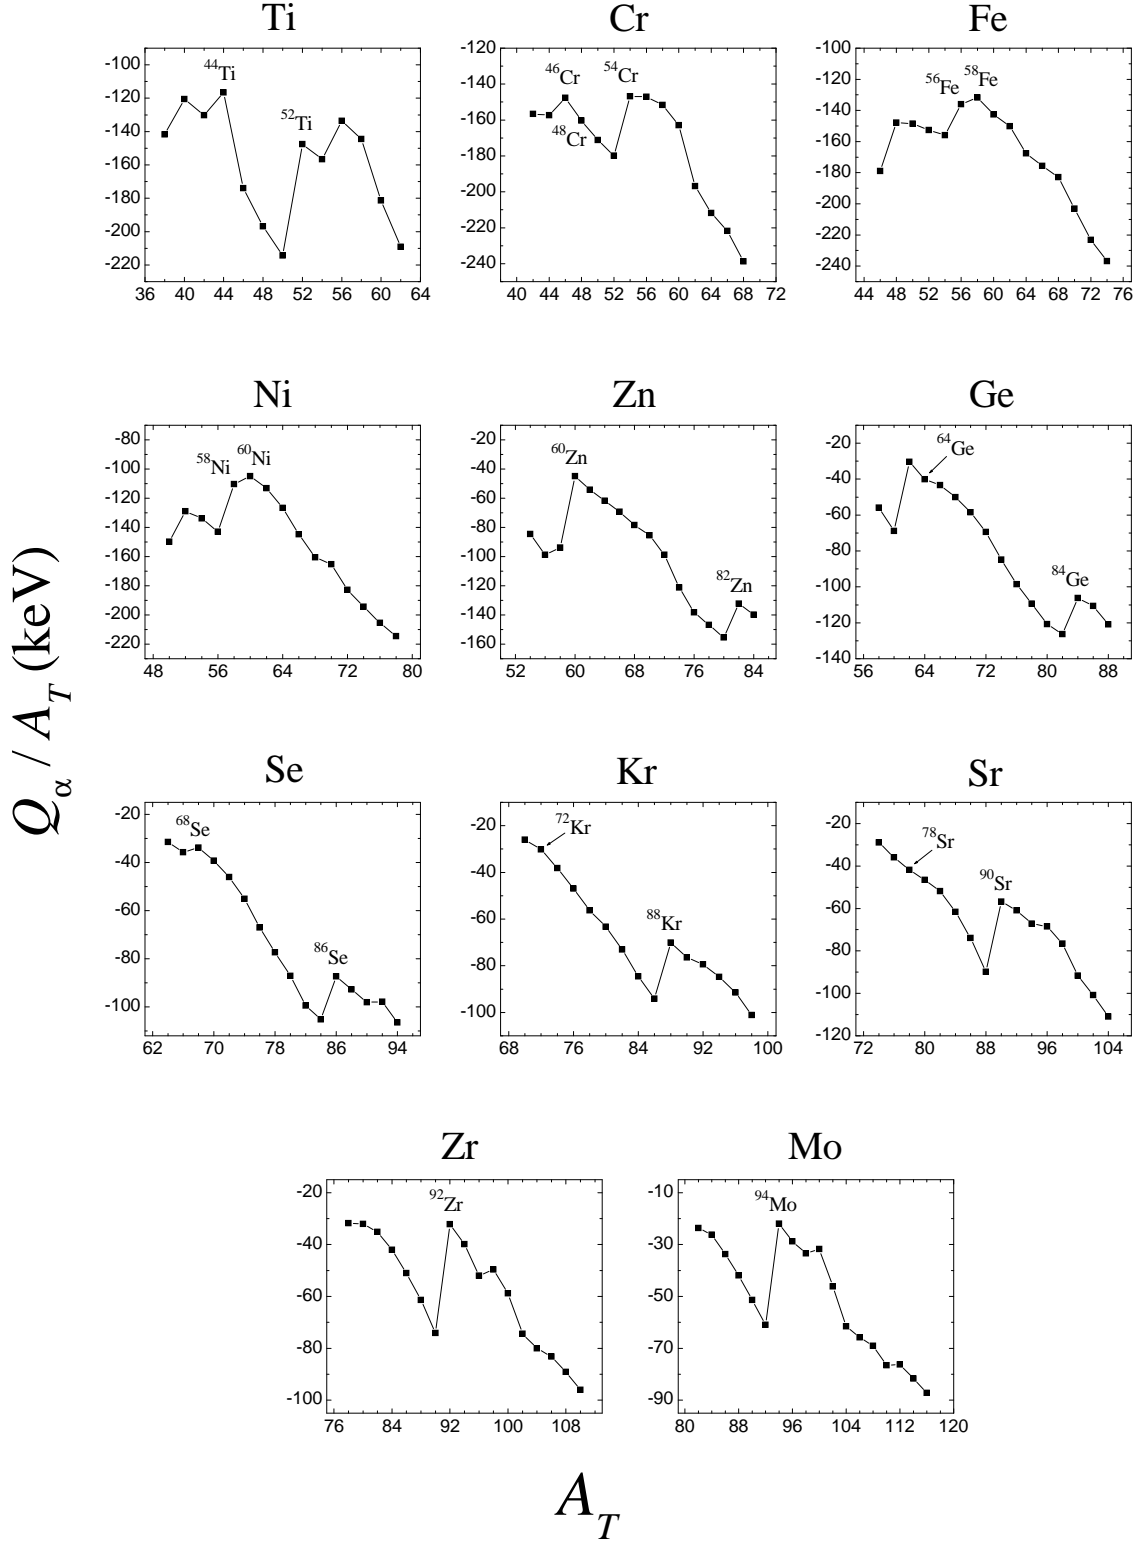 Ti Cr Fe
-100 -120 -140 -160 -180 -200 -220
36 40 44 48 52 56 60 64
⁴⁴Ti
⁵²Ti
-120 -140 -160 -180 -200 -220 -240
40 44 48 52 56 60 64 68 72
⁴⁶Cr ⁵⁴Cr
⁴⁸Cr
-100 -120 -140 -160 -180 -200 -220 -240
44 48 52 56 60 64 68 72 76
⁵⁶Fe ⁵⁸Fe
Ni Zn Ge
-80 -100 -120 -140 -160 -180 -200 -220
48 56 64 72 80
⁵⁸Ni ⁶⁰Ni
-20 -40 -60 -80 -100 -120 -140 -160
52 60 68 76 84
⁶⁰Zn
⁸²Zn
-20 -40 -60 -80 -100 -120 -140
56 64 72 80 88
⁶⁴Ge
⁸⁴Ge
Q_α / A_T (keV)
Se Kr Sr
-20 -40 -60 -80 -100
62 70 78 86 94
⁶⁸Se
⁸⁶Se
-20 -40 -60 -80 -100
68 76 84 92 100
⁷²Kr
⁸⁸Kr
-20 -40 -60 -80 -100 -120
72 80 88 96 104
⁷⁸Sr
⁹⁰Sr
Zr Mo
-20 -40 -60 -80 -100
76 84 92 100 108
⁹²Zr
-10 -30 -50 -70 -90
80 88 96 104 112 120
⁹⁴Mo
A_T